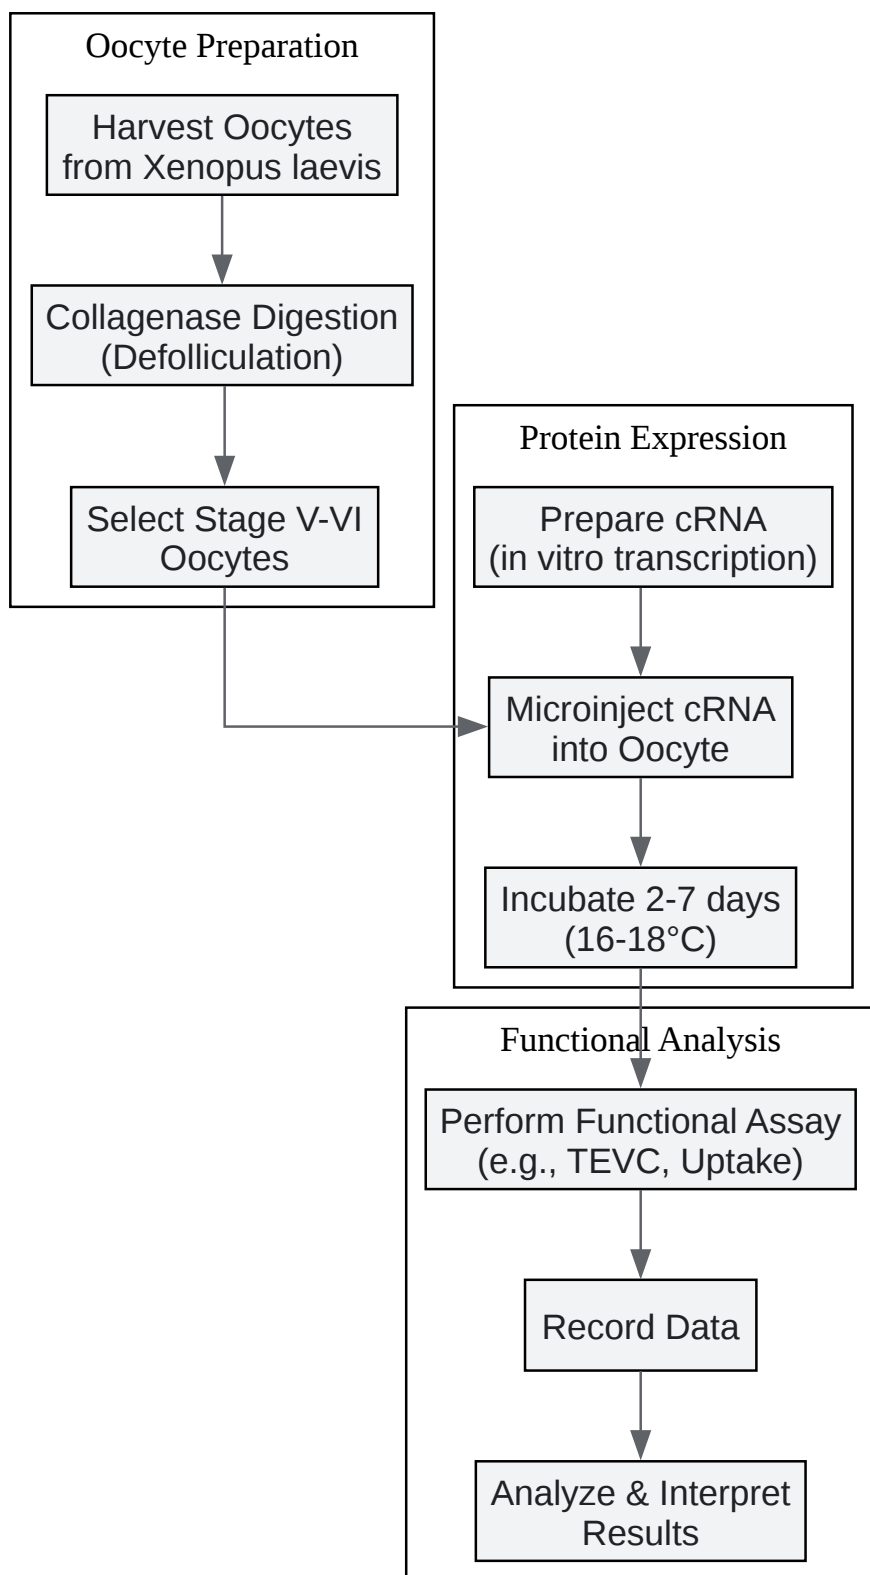 Oocyte Preparation
Harvest Oocytes
from Xenopus laevis
Collagenase Digestion
(Defolliculation)
Select Stage V-VI
Oocytes
Protein Expression
Prepare cRNA
(in vitro transcription)
Microinject cRNA
into Oocyte
Incubate 2-7 days
(16-18°C)
Functional Analysis
Perform Functional Assay
(e.g., TEVC, Uptake)
Record Data
Analyze & Interpret
Results